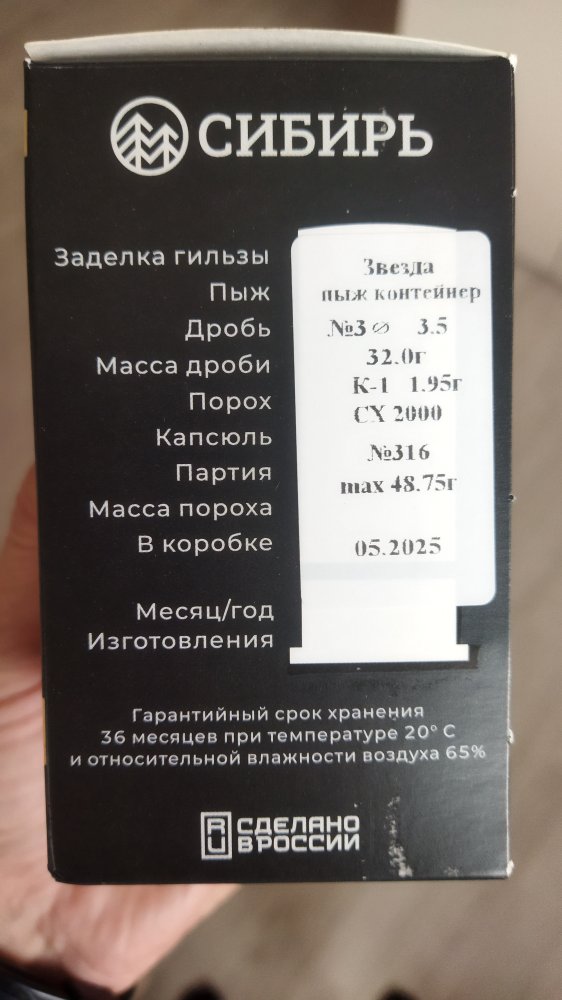 СИБИРЬ
Заделка гильзы Звезда
Пыж пыж контейнер
Дробь №3 ∅ 3.5
Масса дроби 32.0г
Порох К-1 1.95г
Капсюль СХ 2000
Партия №316
Масса пороха max 48.75г
В коробке
05.2025
Месяц/год
Изготовления
Гарантийный срок хранения
36 месяцев при температуре 20° С
и относительной влажности воздуха 65%
RU СДЕЛАНО
В РОССИИ